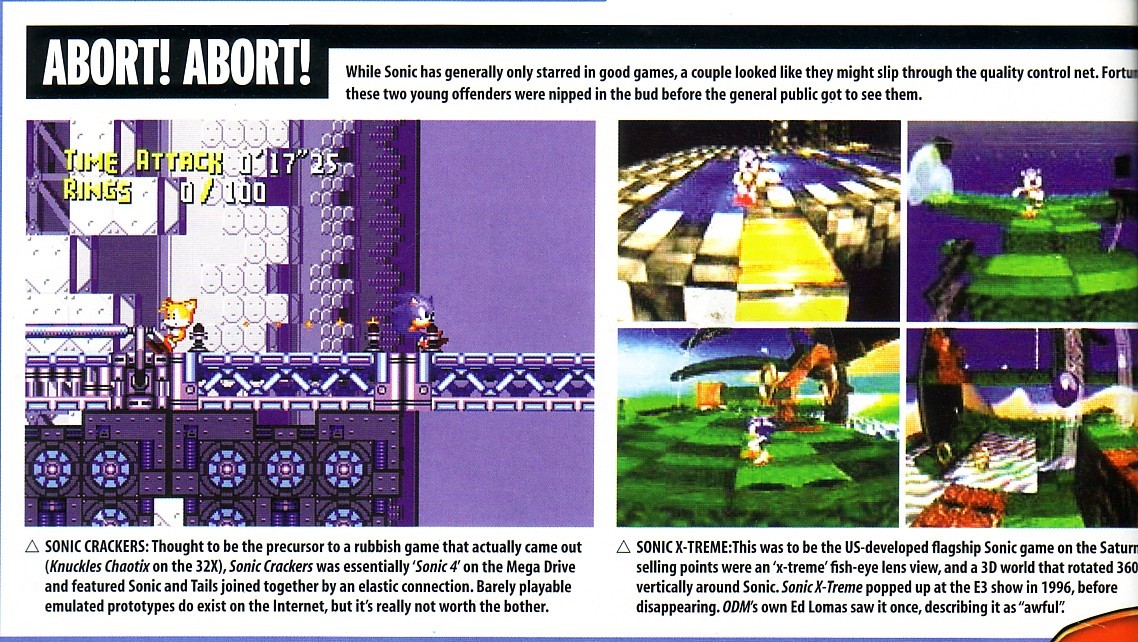 ABORT! ABORT!
While Sonic has generally only starred in good games, a couple looked like they might slip through the quality control net.
these two young offenders were nipped in the bud before the general public got to see them.
TIME ATTACK 0'17"25
RINGS 0/100
△ SONIC CRACKERS: Thought to be the precursor to a rubbish game that actually came out
(Knuckles Chaotix on the 32X), Sonic Crackers was essentially 'Sonic 4' on the Mega Drive
and featured Sonic and Tails joined together by an elastic connection. Barely playable
emulated prototypes do exist on the Internet, but it's really not worth the bother.
△ SONIC X-TREME:This was to be the US-developed flagship Sonic game on the
selling points were an 'x-treme' fish-eye lens view, and a 3D world that rotated 360
vertically around Sonic. Sonic X-Treme popped up at the E3 show in 1996, before
disappearing. ODM's own Ed Lomas saw it once, describing it as "awful".